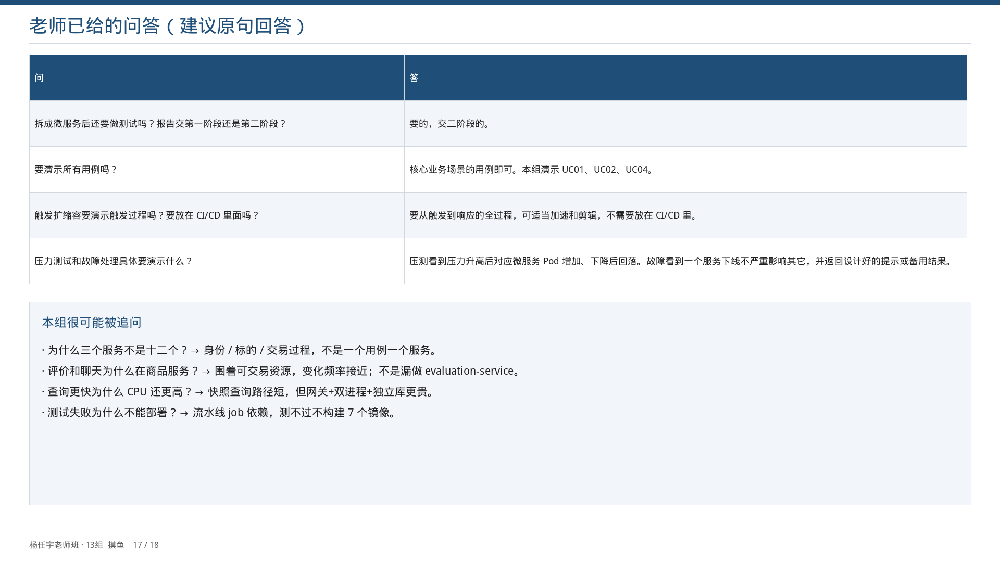 老师已给的问答（建议原句回答）
问
答
拆成微服务后还要做测试吗？报告交第一阶段还是第二阶段？
要的，交二阶段的。
要演示所有用例吗？
核心业务场景的用例即可。本组演示 UC01、UC02、UC04。
触发扩缩容要演示触发过程吗？要放在 CI/CD 里面吗？
要从触发到响应的全过程，可适当加速和剪辑，不需要放在 CI/CD 里。
压力测试和故障处理具体要演示什么？
压测看到压力升高后对应微服务 Pod 增加、下降后回落。故障看到一个服务下线不严重影响其它，并返回设计好的提示或备用结果。
本组很可能被追问
· 为什么三个服务不是十二个？→ 身份 / 标的 / 交易过程，不是一个用例一个服务。
· 评价和聊天为什么在商品服务？→ 围着可交易资源，变化频率接近；不是漏做 evaluation-service。
· 查询更快为什么 CPU 还更高？→ 快照查询路径短，但网关+双进程+独立库更贵。
· 测试失败为什么不能部署？→ 流水线 job 依赖，测不过不构建 7 个镜像。
杨任宇老师班 · 13组 摸鱼 17 / 18